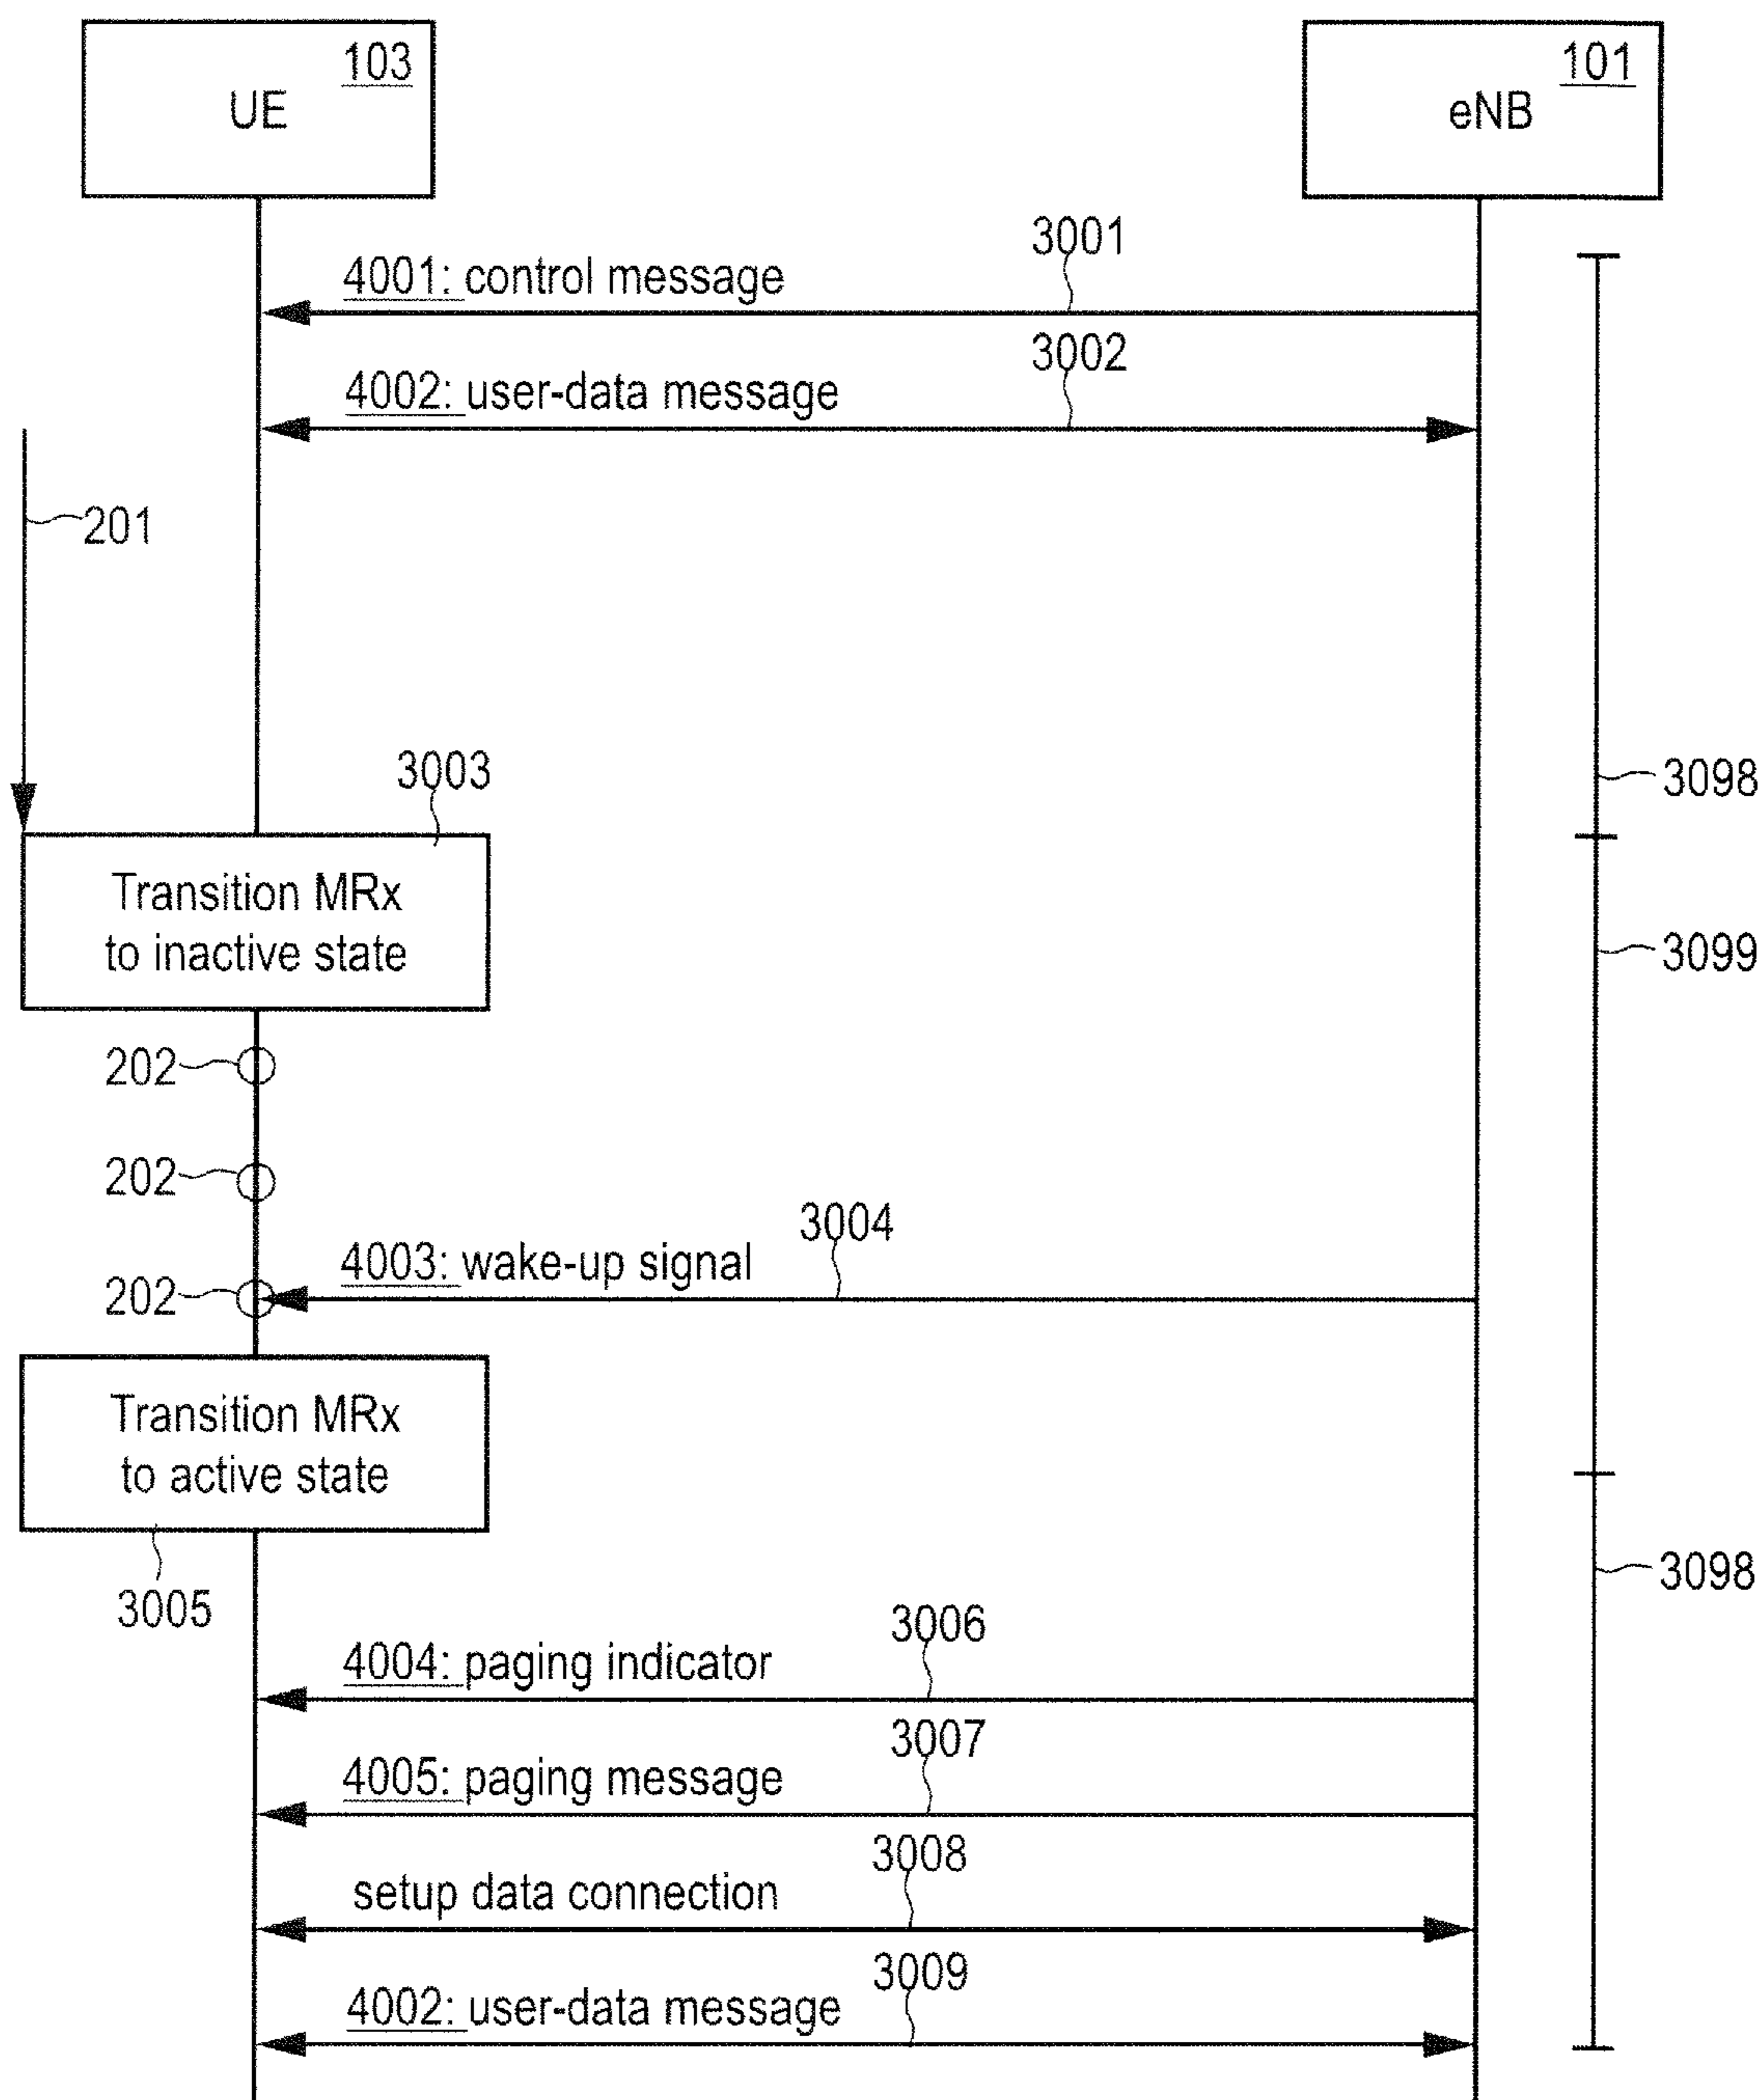 103
UE
101
eNB
3001
4001: control message
3002
4002: user-data message
201
3003
3098
Transition MRx
to inactive state
3099
202
202
3004
4003: wake-up signal
202
Transition MRx
to active state
3098
3005
3006
4004: paging indicator
3007
4005: paging message
3008
setup data connection
3009
4002: user-data message